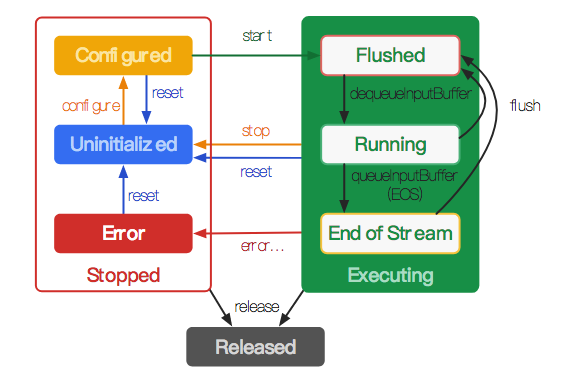 start
Configured
Flushed
configure
reset
dequeueInputBuffer
flush
Uninitialized
stop
Running
reset
queueInputBuffer
(EOS)
reset
Error
error...
End of Stream
Stopped
Executing
release
Released